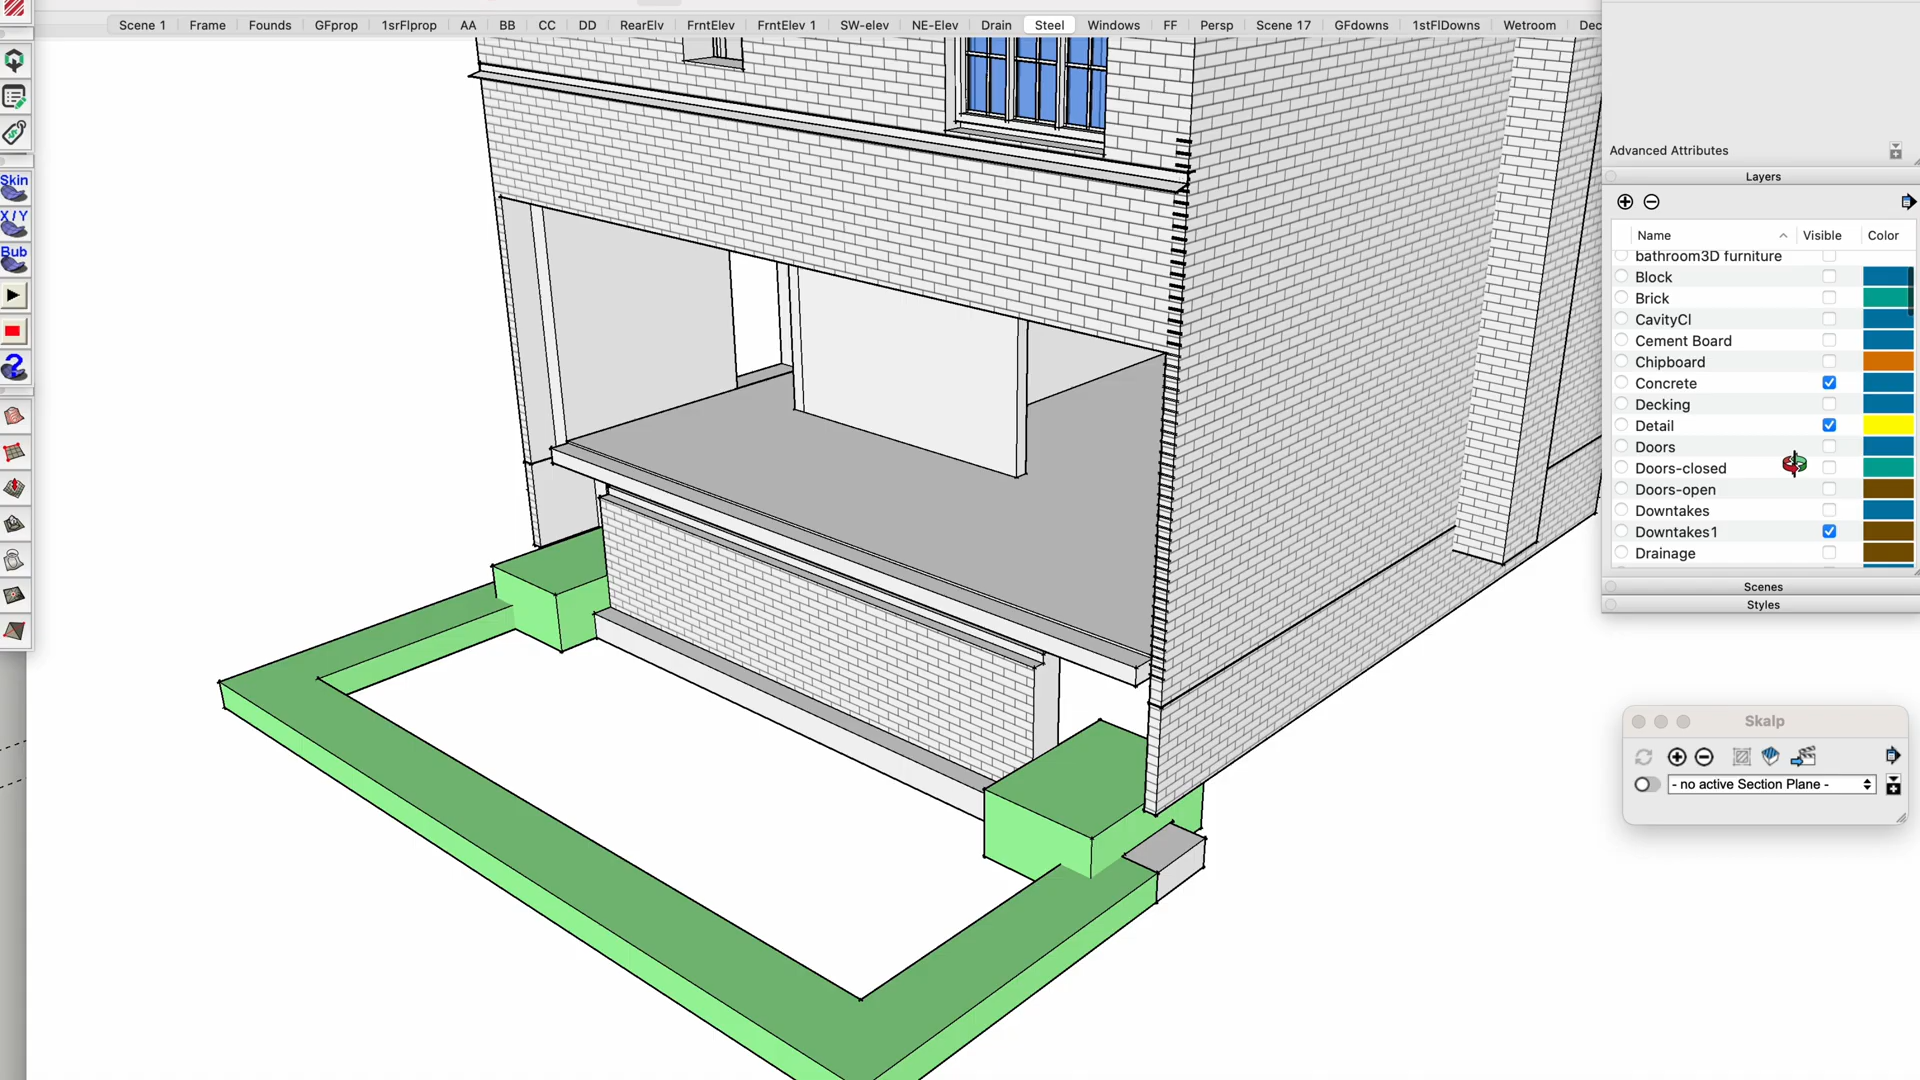 Scene 1 Frame Founds GFprop 1srFlprop AA BB CC DD RearElv FrntElev FrntElev 1 SW-elev NE-Elev Drain Steel Windows FF Persp Scene 17 GFdowns 1stFlDowns Wetroom Dec
Skin
X / Y
Bub
?
Advanced Attributes
Layers
Name Visible Color
bathroom3D furniture
Block
Brick
CavityCl
Cement Board
Chipboard
Concrete
Decking
Detail
Doors
Doors-closed
Doors-open
Downtakes
Downtakes1
Drainage
Scenes
Styles
Skalp
- no active Section Plane -